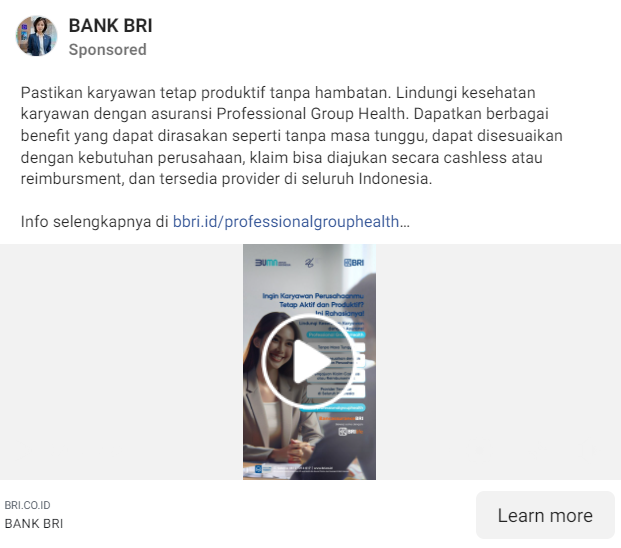 BANK BRI
Sponsored
Pastikan karyawan tetap produktif tanpa hambatan. Lindungi kesehatan
karyawan dengan asuransi Professional Group Health. Dapatkan berbagai
benefit yang dapat dirasakan seperti tanpa masa tunggu, dapat disesuaikan
dengan kebutuhan perusahaan, klaim bisa diajukan secara cashless atau
reimbursment, dan tersedia provider di seluruh Indonesia.
Info selengkapnya di bbri.id/professionalgrouphealth…
BUMN
BRI
Ingin Karyawan Perusahaanmu
Tetap Aktif dan Produktif?
Ini Rahasianya!
BRI
BRI.CO.ID
BANK BRI
Learn more